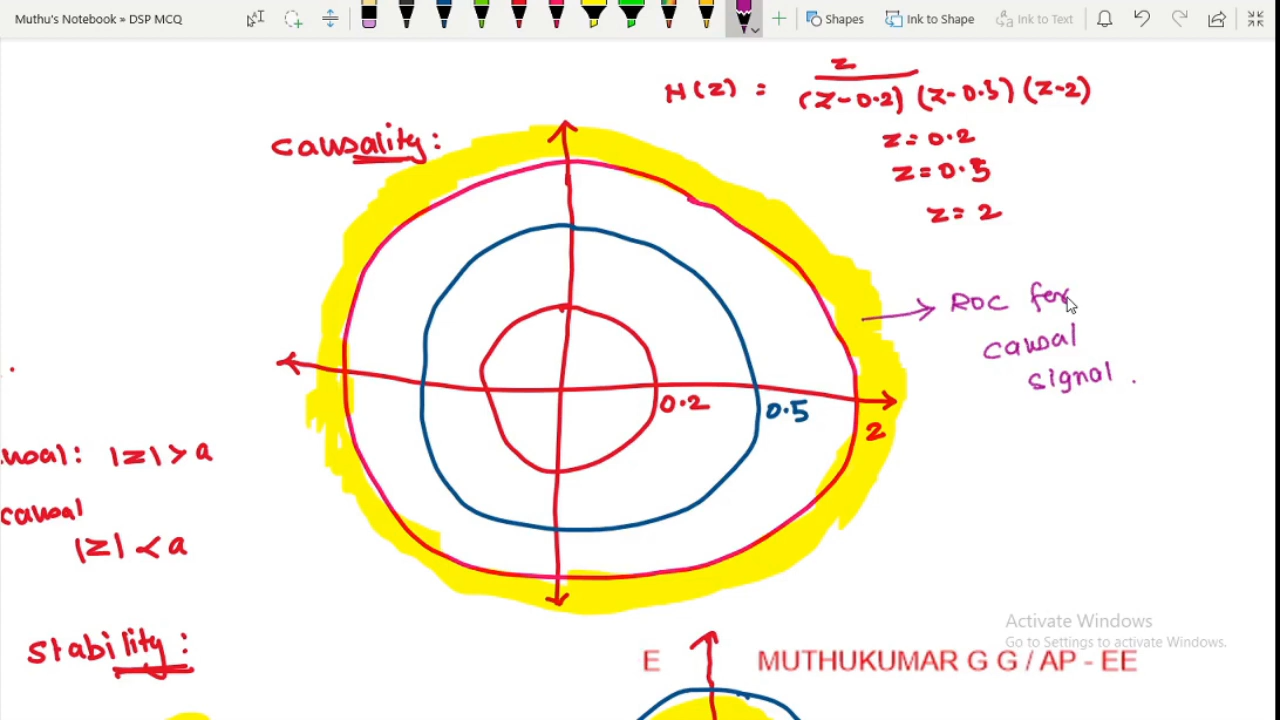 Muthu's Notebook » DSP MCQ
Shapes
Ink to Shape
Ink to Text
H(z) = z
(z-0.2) (z-0.5) (z-2)
z=0.2
z=0.5
z=2
causality:
ROC for
causal
signal.
0.2
0.5
2
usal: |z| > a
causal
|z| < a
Stability:
Activate Windows
Go to Settings to activate Windows.
E
MUTHUKUMAR G G / AP - EE